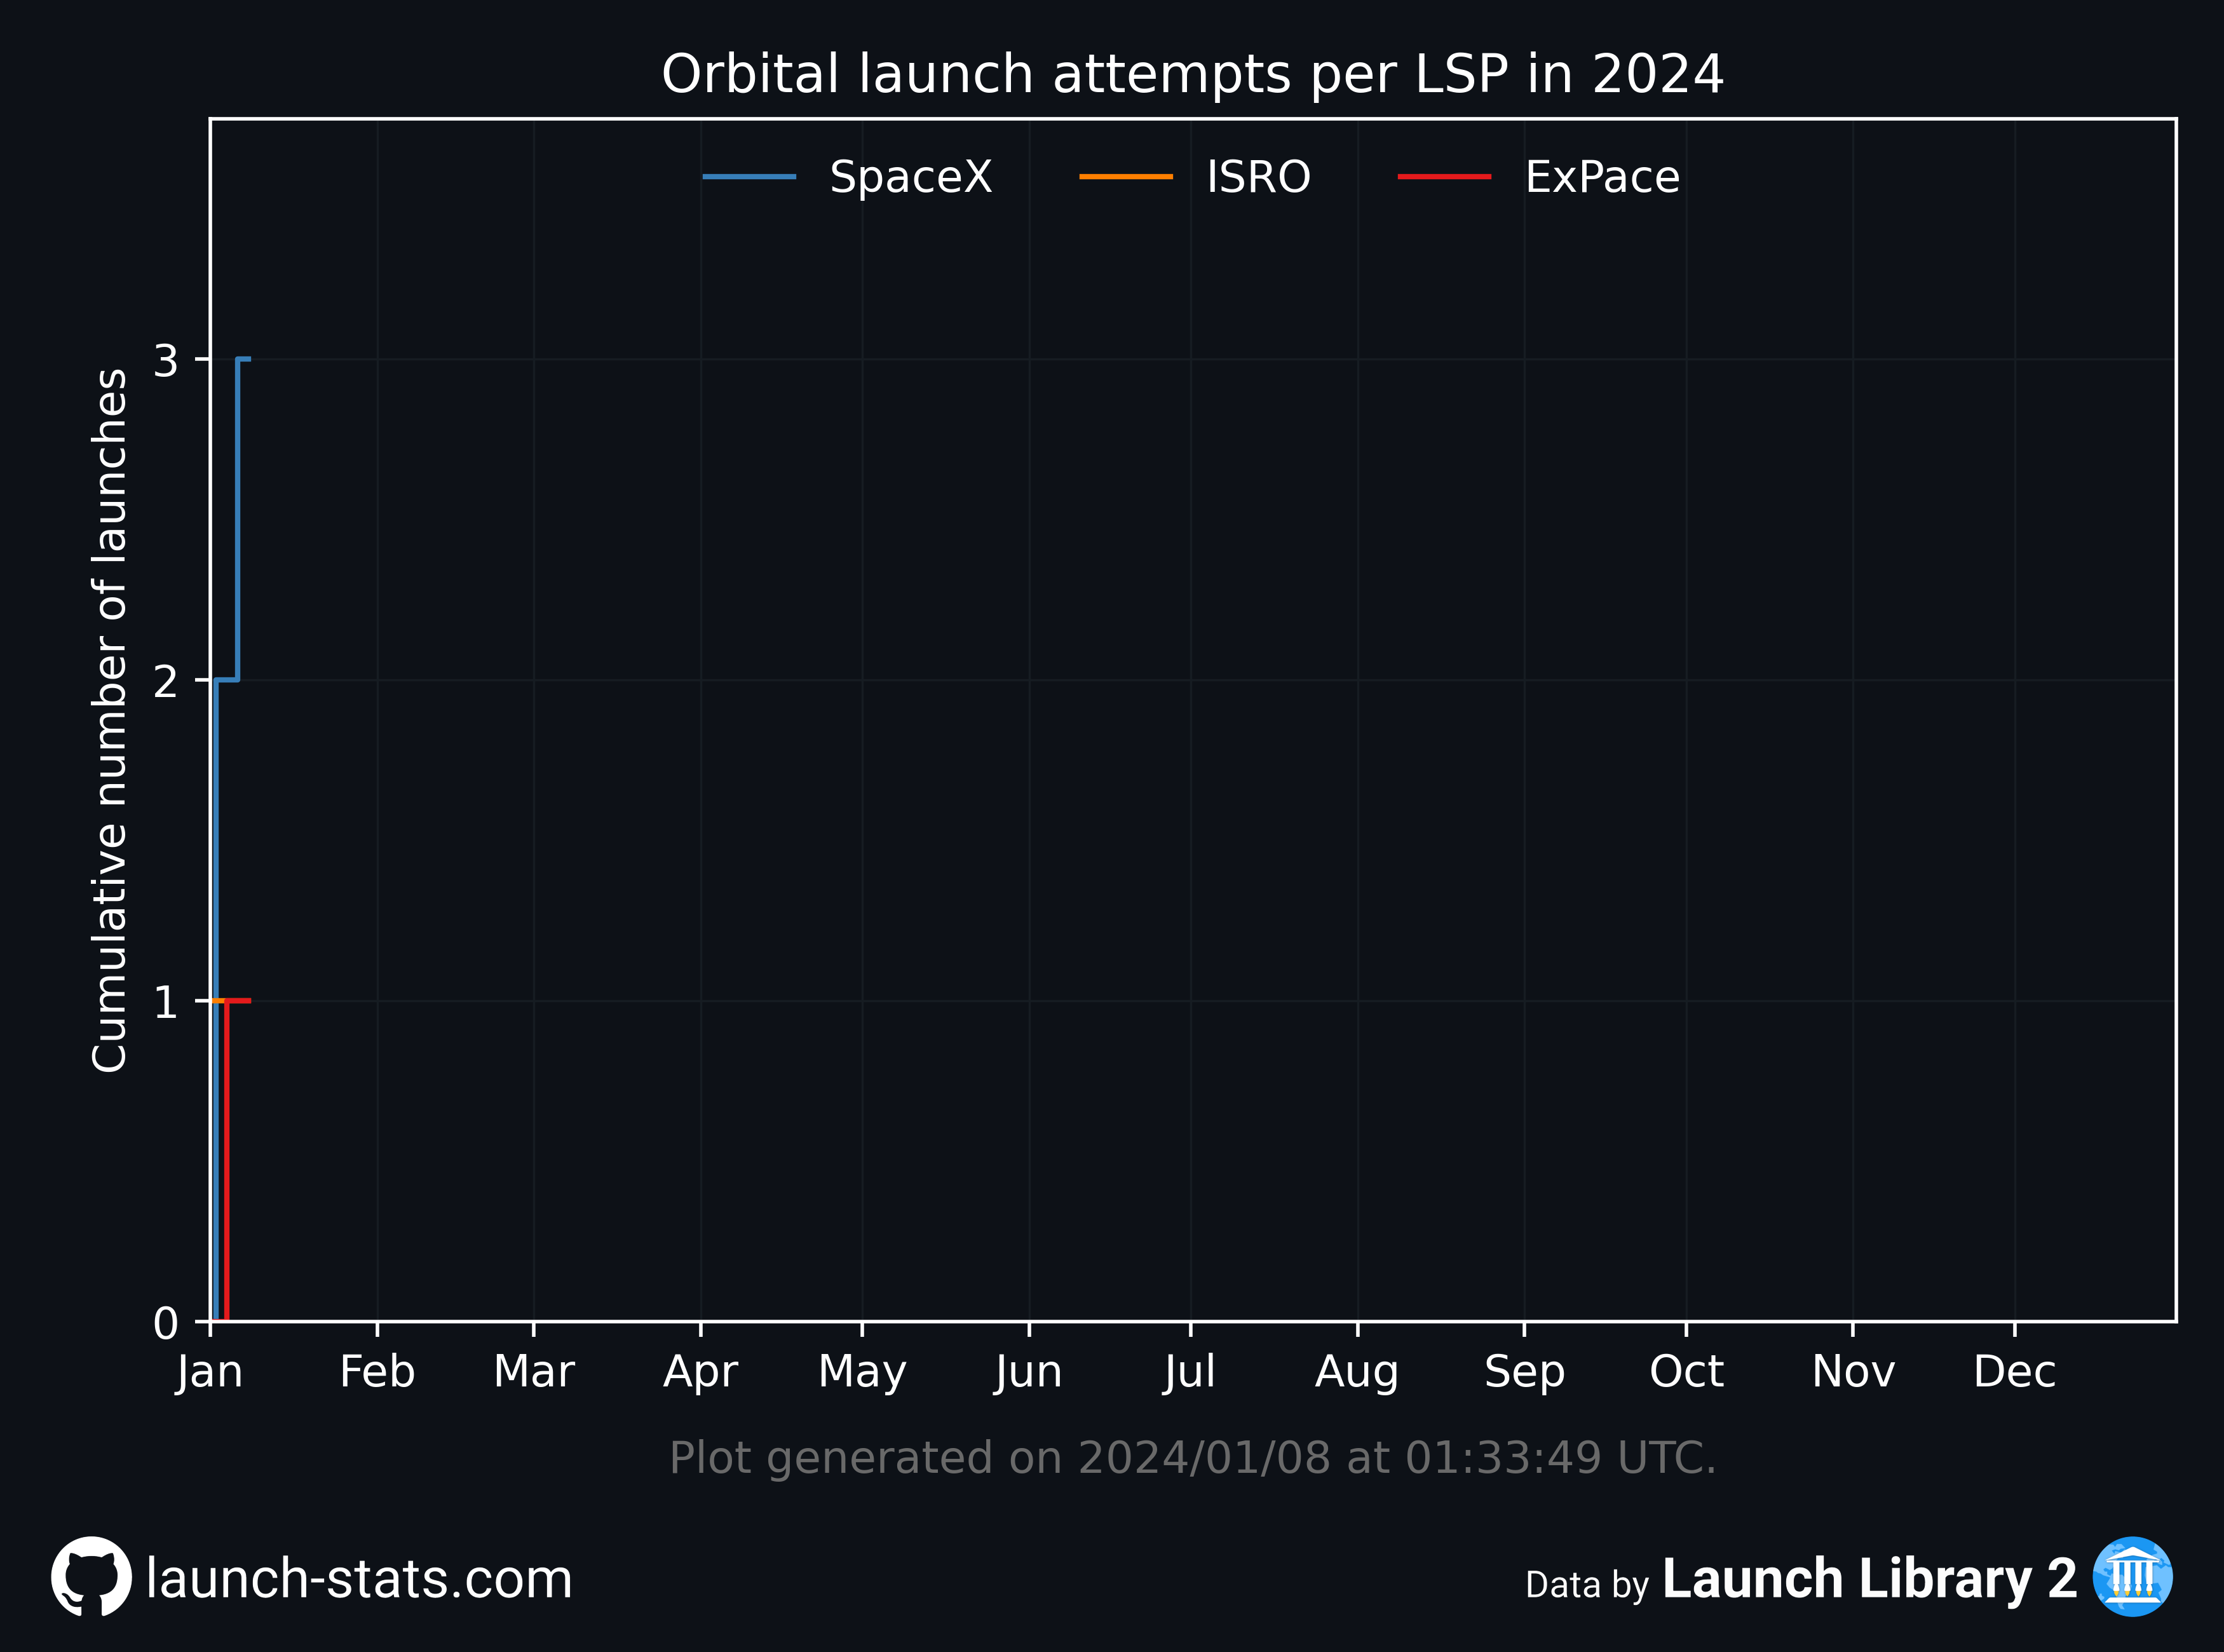 Orbital launch attempts per LSP in 2024
SpaceX ISRO ExPace
Cumulative number of launches
3
2
1
0
Jan Feb Mar Apr May Jun Jul Aug Sep Oct Nov Dec
Plot generated on 2024/01/08 at 01:33:49 UTC.
launch-stats.com
Data by Launch Library 2